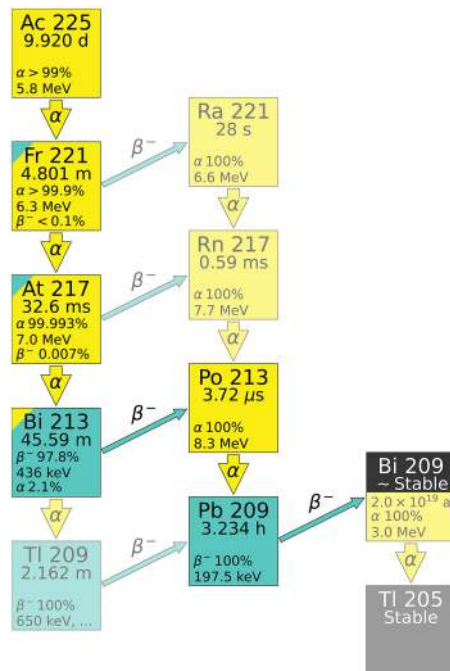 Ac 225
9.920 d
α > 99%
5.8 MeV
α
Fr 221
4.801 m
α > 99.9%
6.3 MeV
β⁻ < 0.1%
α
At 217
32.6 ms
α 99.993%
7.0 MeV
β⁻ 0.007%
α
Bi 213
45.59 m
β⁻ 97.8%
436 keV
α 2.1%
α
Tl 209
2.162 m
β⁻ 100%
650 keV, ...
β⁻
β⁻
β⁻
β⁻
Ra 221
28 s
α 100%
6.6 MeV
α
Rn 217
0.59 ms
α 100%
7.7 MeV
α
Po 213
3.72 μs
α 100%
8.3 MeV
α
Pb 209
3.234 h
β⁻ 100%
197.5 keV
β⁻
Bi 209
~ Stable
2.0 × 10¹⁹ a
α 100%
3.0 MeV
α
Tl 205
Stable